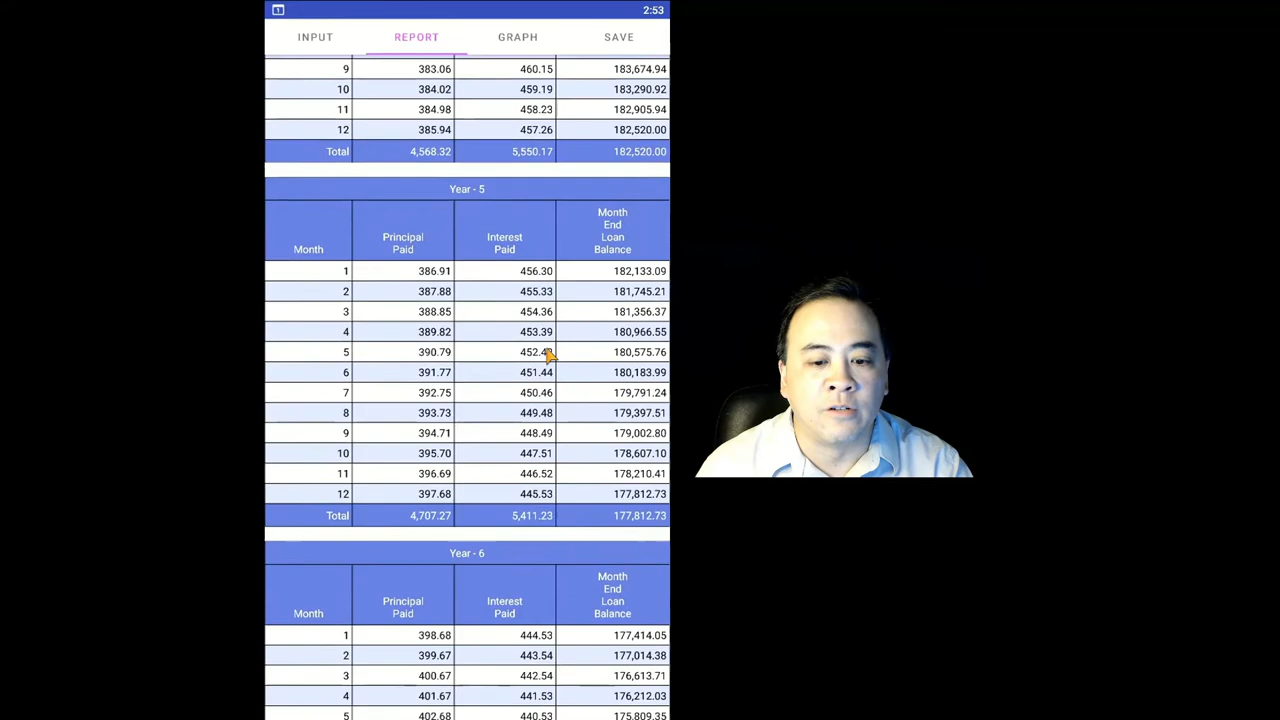 1 2:53
INPUT REPORT GRAPH SAVE
9 383.06 460.15 183,674.94
10 384.02 459.19 183,290.92
11 384.98 458.23 182,905.94
12 385.94 457.26 182,520.00
Total 4,568.32 5,550.17 182,520.00
Year - 5
Month Principal Paid Interest Paid Month End Loan Balance
1 386.91 456.30 182,133.09
2 387.88 455.33 181,745.21
3 388.85 454.36 181,356.37
4 389.82 453.39 180,966.55
5 390.79 180,575.76
6 391.77 451.44 180,183.99
7 392.75 450.46 179,791.24
8 393.73 449.48 179,397.51
9 394.71 448.49 179,002.80
10 395.70 447.51 178,607.10
11 396.69 446.52 178,210.41
12 397.68 445.53 177,812.73
Total 4,707.27 5,411.23 177,812.73
Year - 6
Month Principal Paid Interest Paid Month End Loan Balance
1 398.68 444.53 177,414.05
2 399.67 443.54 177,014.38
3 400.67 442.54 176,613.71
4 401.67 441.53 176,212.03
5 402.68 440.53 175,809.35